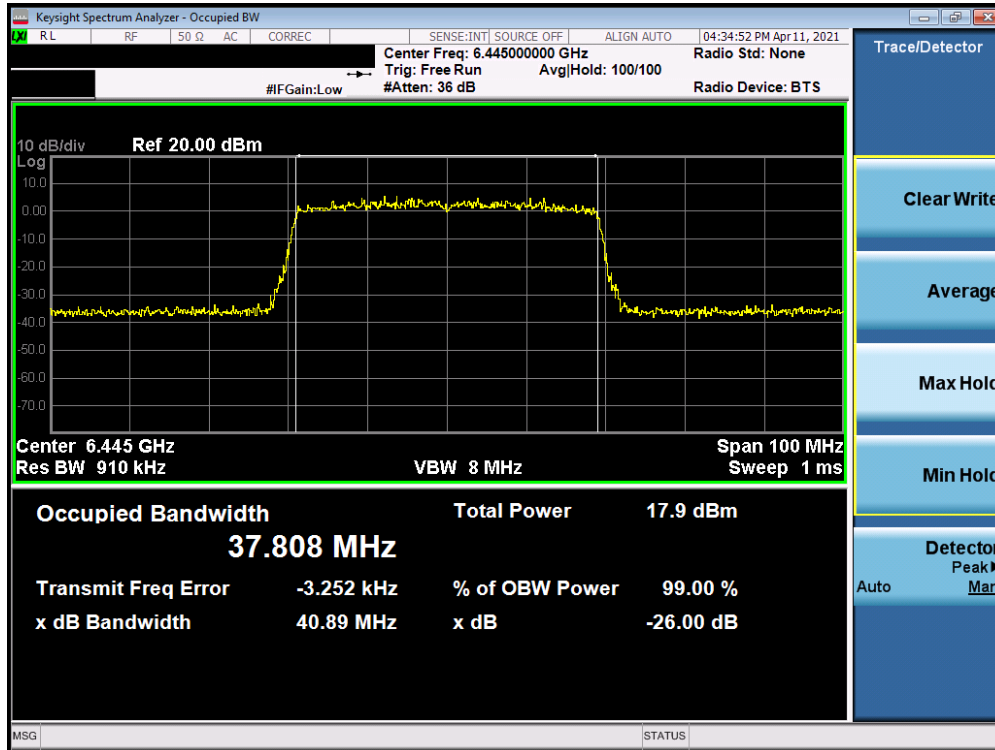 Keysight Spectrum Analyzer - Occupied BW
LXI RL RF 50 Ω AC CORREC SENSE:INT SOURCE OFF ALIGN AUTO 04:34:52 PM Apr 11, 2021
Center Freq: 6.445000000 GHz Radio Std: None
Trig: Free Run Avg|Hold: 100/100
#IFGain:Low #Atten: 36 dB Radio Device: BTS
10 dB/div Ref 20.00 dBm
Log
10.0
0.00
-10.0
-20.0
-30.0
-40.0
-50.0
-60.0
-70.0
Center 6.445 GHz Span 100 MHz
Res BW 910 kHz VBW 8 MHz Sweep 1 ms
Occupied Bandwidth Total Power 17.9 dBm
37.808 MHz
Transmit Freq Error -3.252 kHz % of OBW Power 99.00 %
x dB Bandwidth 40.89 MHz x dB -26.00 dB
MSG STATUS
Trace/Detector
Clear Write
Average
Max Hold
Min Hold
Detector
Peak
Auto Man